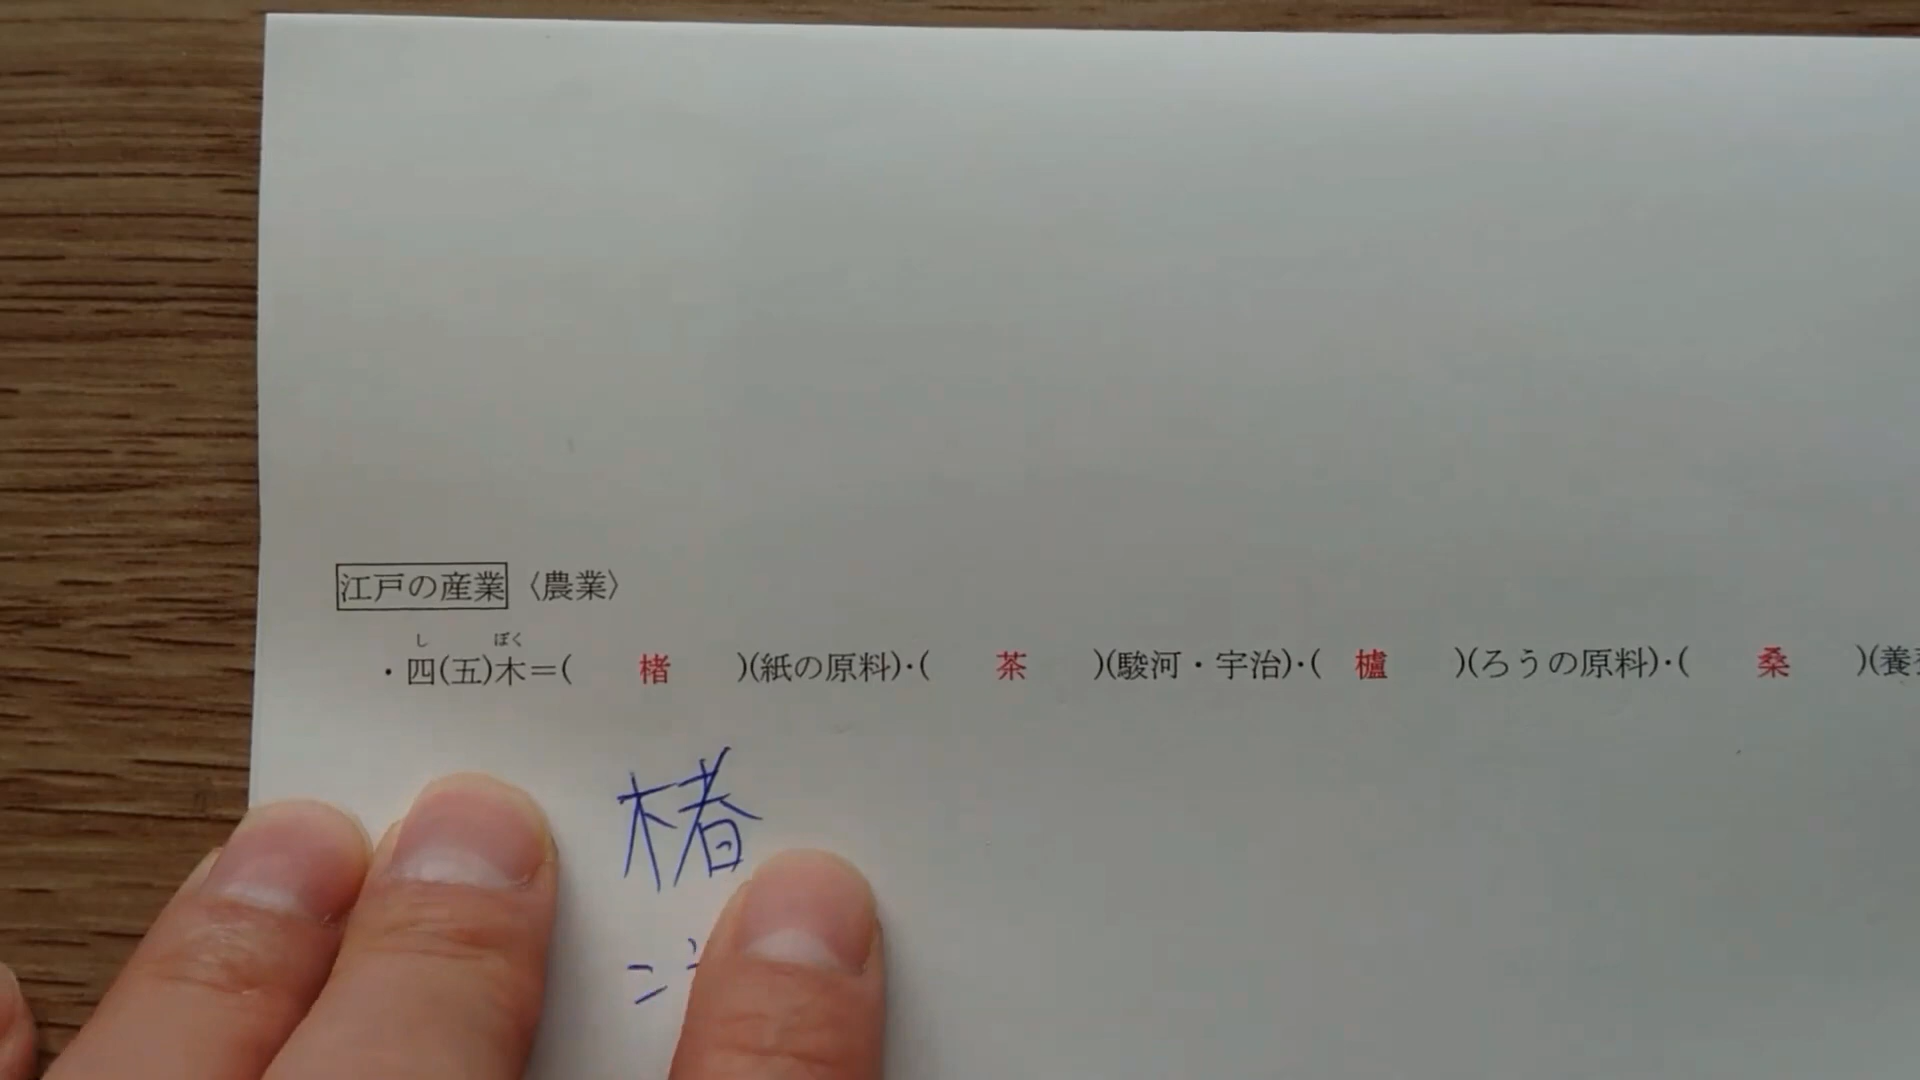 江戸の産業〈農業〉
し ぼく
・四(五)木＝( 楮 )(紙の原料)・( 茶 )(駿河・宇治)・( 櫨 )(ろうの原料)・( 桑 )(養
楮